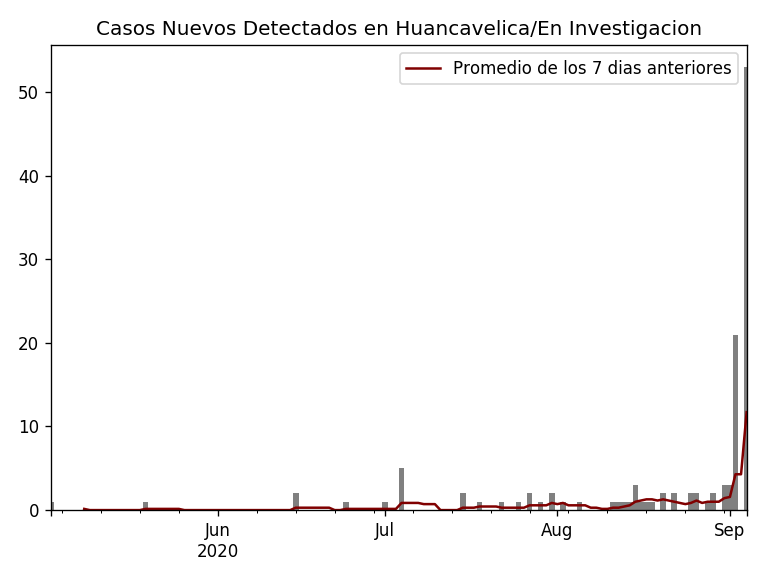 Casos Nuevos Detectados en Huancavelica/En Investigacion
Promedio de los 7 dias anteriores
50
40
30
20
10
0
Jun
2020
Jul
Aug
Sep